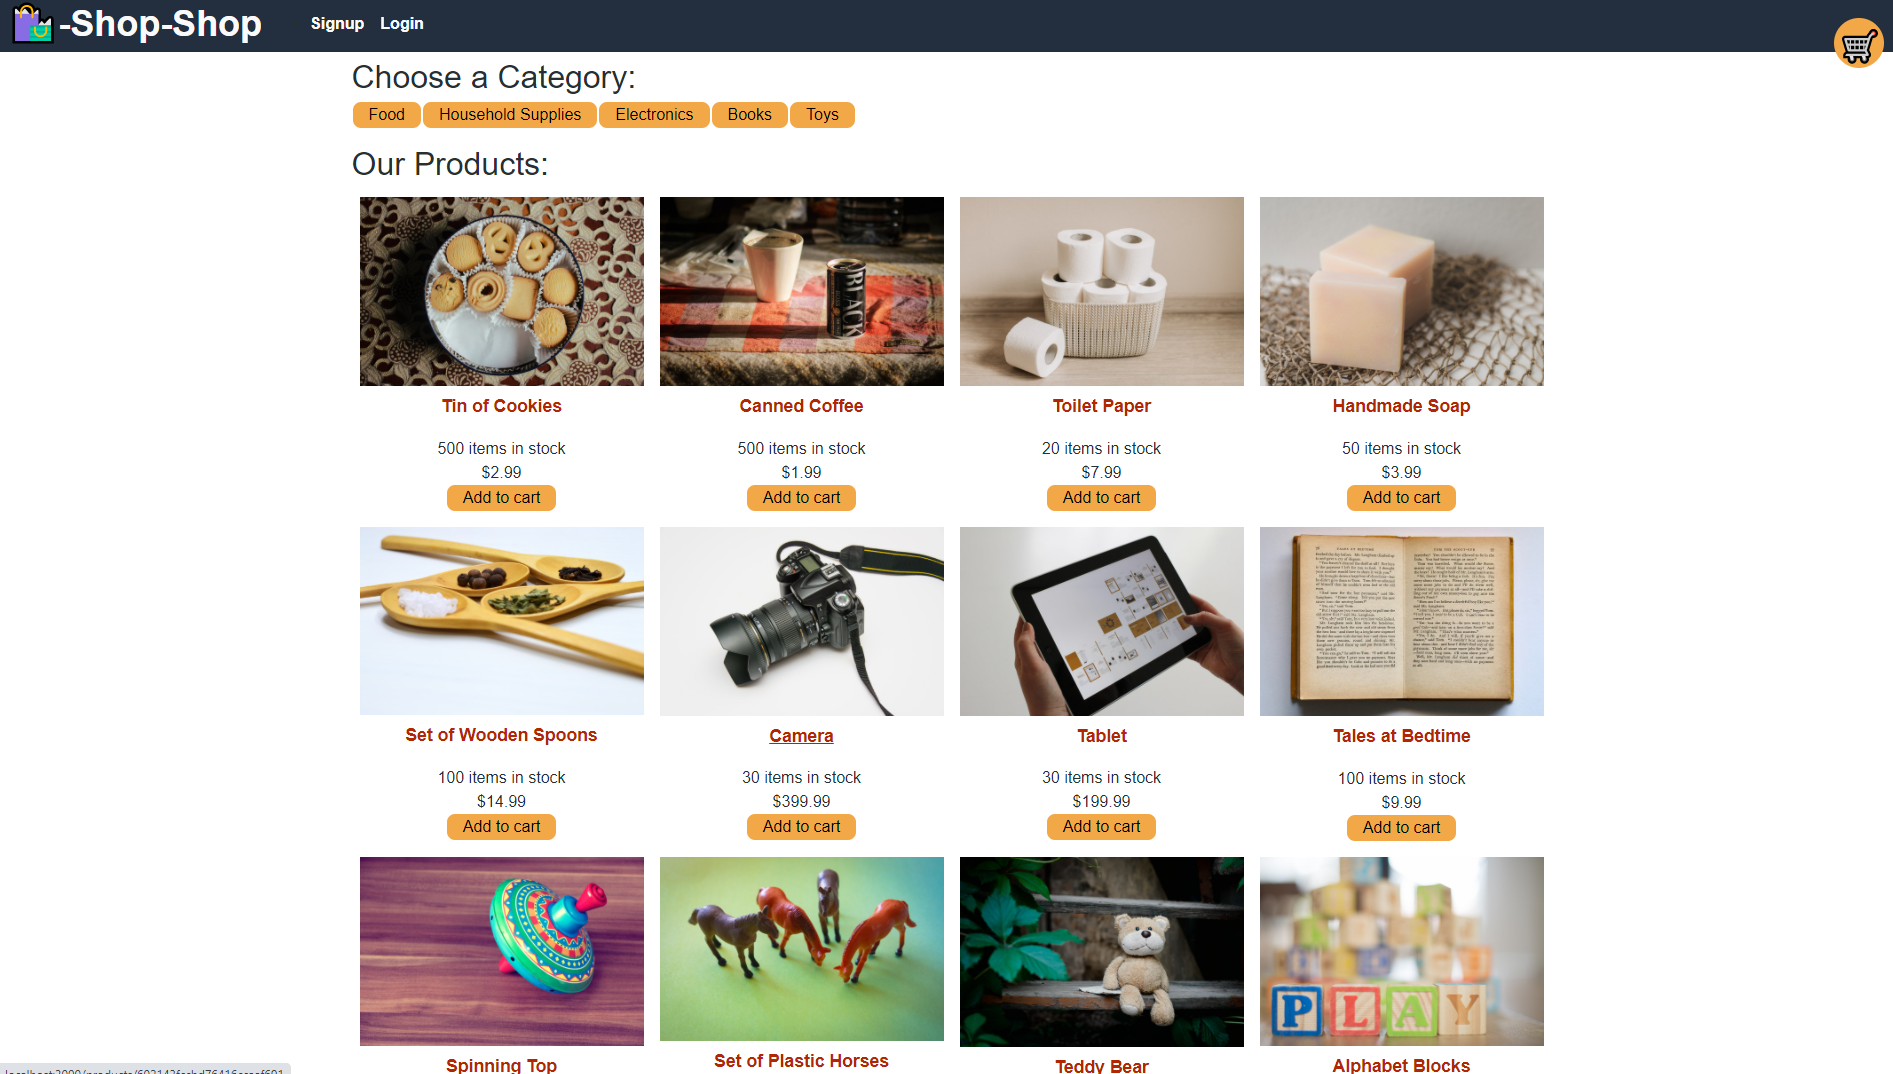 -Shop-Shop
Signup Login
Choose a Category:
Food Household Supplies Electronics Books Toys
Our Products:
BLACK
Tin of Cookies
Canned Coffee
Toilet Paper
Handmade Soap
500 items in stock
500 items in stock
20 items in stock
50 items in stock
$2.99
$1.99
$7.99
$3.99
Add to cart
Add to cart
Add to cart
Add to cart
Set of Wooden Spoons
Camera
Tablet
Tales at Bedtime
100 items in stock
30 items in stock
30 items in stock
100 items in stock
$14.99
$399.99
$199.99
$9.99
Add to cart
Add to cart
Add to cart
Add to cart
PLAY
Spinning Top
Set of Plastic Horses
Teddy Bear
Alphabet Blocks